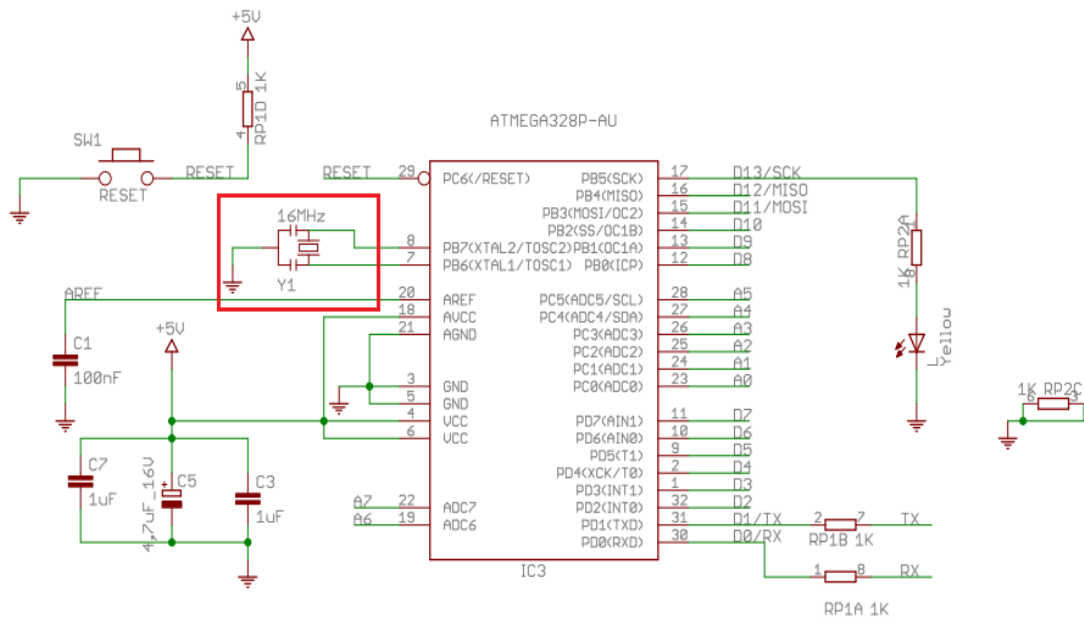 +5V
5
RP1D 1K
4
SW1
RESET
RESET
ATMEGA328P-AU
RESET
29
PC6(/RESET)
16MHz
Y1
8
PB7(XTAL2/TOSC2)
7
PB6(XTAL1/TOSC1)
AREF
20
AREF
18
AVCC
21
AGND
3
GND
5
GND
4
VCC
6
VCC
A7
22
ADC7
A6
19
ADC6
PB5(SCK)
17
D13/SCK
PB4(MISO)
16
D12/MISO
PB3(MOSI/OC2)
15
D11/MOSI
PB2(SS/OC1B)
14
D10
PB1(OC1A)
13
D9
PB0(ICP)
12
D8
PC5(ADC5/SCL)
28
A5
PC4(ADC4/SDA)
27
A4
PC3(ADC3)
26
A3
PC2(ADC2)
25
A2
PC1(ADC1)
24
A1
PC0(ADC0)
23
A0
PD7(AIN1)
11
D7
PD6(AIN0)
10
D6
PD5(T1)
9
D5
PD4(XCK/T0)
2
D4
PD3(INT1)
1
D3
PD2(INT0)
32
D2
PD1(TXD)
31
D1/TX
PD0(RXD)
30
D0/RX
IC3
C1
100nF
+5V
C7
1uF
C5
+
4,7uF_16V
C3
1uF
1
1K RP2A
8
L
Yellow
1K RP2C
6
3
2
7
TX
RP1B 1K
1
8
RX
RP1A 1K